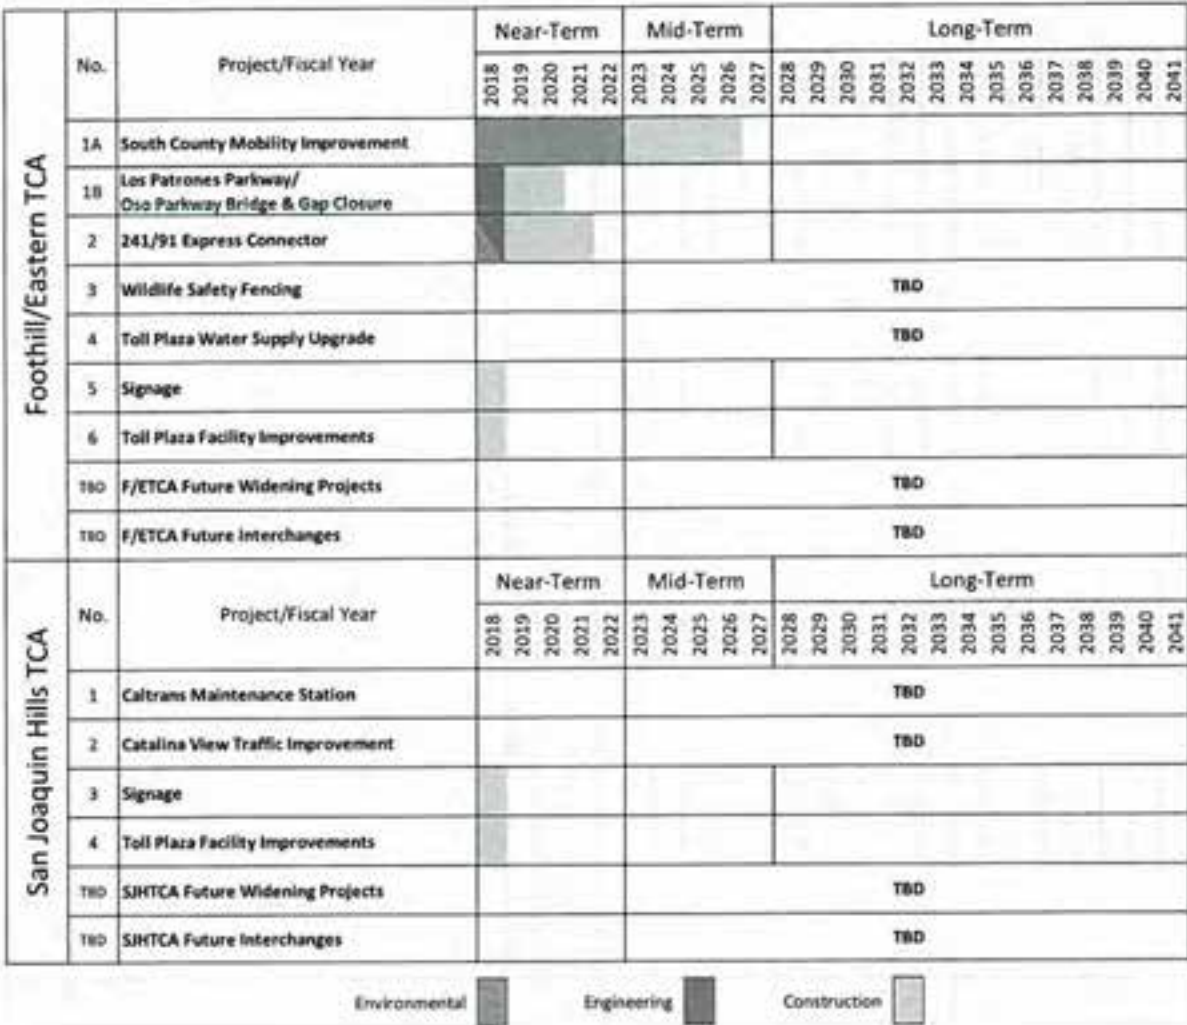 Foothill/Eastern TCA
No. Project/Fiscal Year Near-Term Mid-Term Long-Term
2018 2019 2020 2021 2022 2023 2024 2025 2026 2027 2028 2029 2030 2031 2032 2033 2034 2035 2036 2037 2038 2039 2040 2041
1A South County Mobility Improvement
1B Los Patrones Parkway/
Oso Parkway Bridge & Gap Closure
2 241/91 Express Connector
3 Wildlife Safety Fencing TBD
4 Toll Plaza Water Supply Upgrade TBD
5 Signage
6 Toll Plaza Facility Improvements
TBD F/ETCA Future Widening Projects TBD
TBD F/ETCA Future Interchanges TBD
San Joaquin Hills TCA
No. Project/Fiscal Year Near-Term Mid-Term Long-Term
2018 2019 2020 2021 2022 2023 2024 2025 2026 2027 2028 2029 2030 2031 2032 2033 2034 2035 2036 2037 2038 2039 2040 2041
1 Caltrans Maintenance Station TBD
2 Catalina View Traffic Improvement TBD
3 Signage
4 Toll Plaza Facility Improvements
TBD SJHTCA Future Widening Projects TBD
TBD SJHTCA Future Interchanges TBD
Environmental Engineering Construction